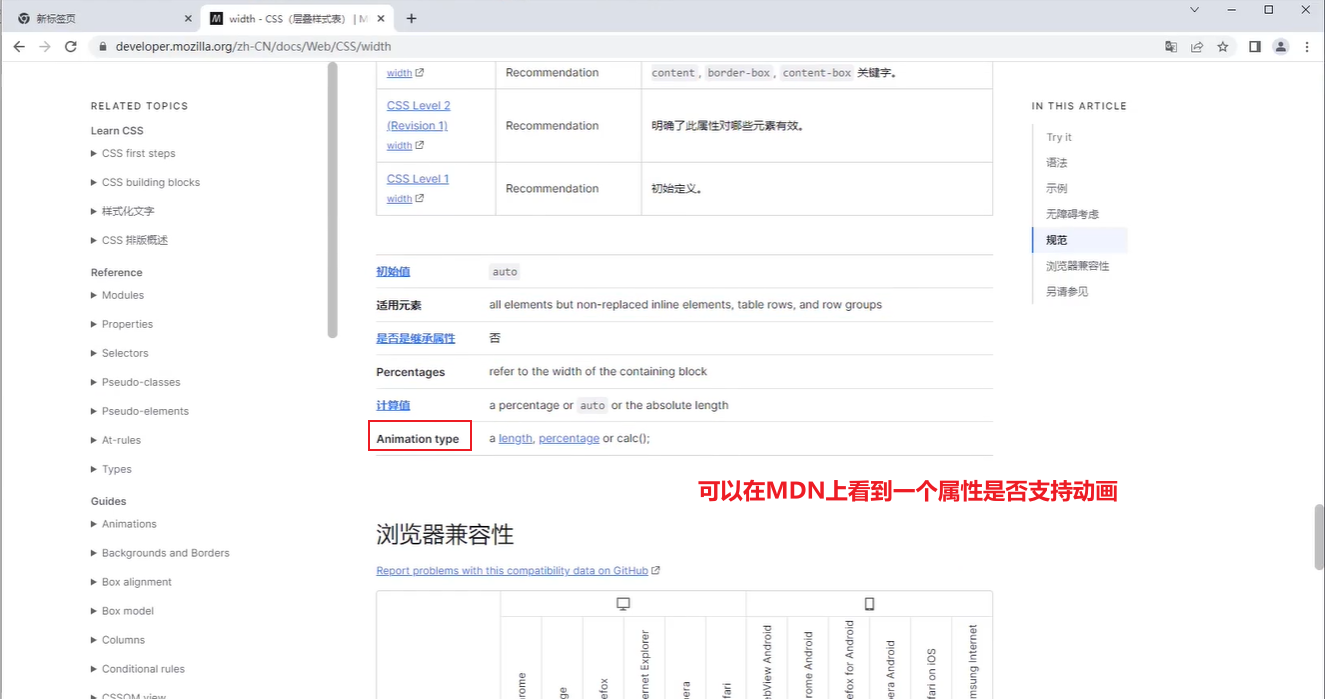 新标签页
width - CSS（层叠样式表） | M
developer.mozilla.org/zh-CN/docs/Web/CSS/width
RELATED TOPICS
Learn CSS
CSS first steps
CSS building blocks
样式化文字
CSS 排版概述
Reference
Modules
Properties
Selectors
Pseudo-classes
Pseudo-elements
At-rules
Types
Guides
Animations
Backgrounds and Borders
Box alignment
Box model
Columns
Conditional rules
CSSOM view
width Recommendation content, border-box, content-box 关键字。
CSS Level 2
(Revision 1)
width
Recommendation
明确了此属性对哪些元素有效。
CSS Level 1
width
Recommendation
初始定义。
初始值 auto
适用元素 all elements but non-replaced inline elements, table rows, and row groups
是否是继承属性 否
Percentages refer to the width of the containing block
计算值 a percentage or auto or the absolute length
Animation type a length, percentage or calc();
可以在MDN上看到一个属性是否支持动画
浏览器兼容性
Report problems with this compatibility data on GitHub
rome
ge
efox
ernet Explorer
era
fari
bView Android
rome Android
efox for Android
era Android
fari on iOS
msung Internet
IN THIS ARTICLE
Try it
语法
示例
无障碍考虑
规范
浏览器兼容性
另请参见